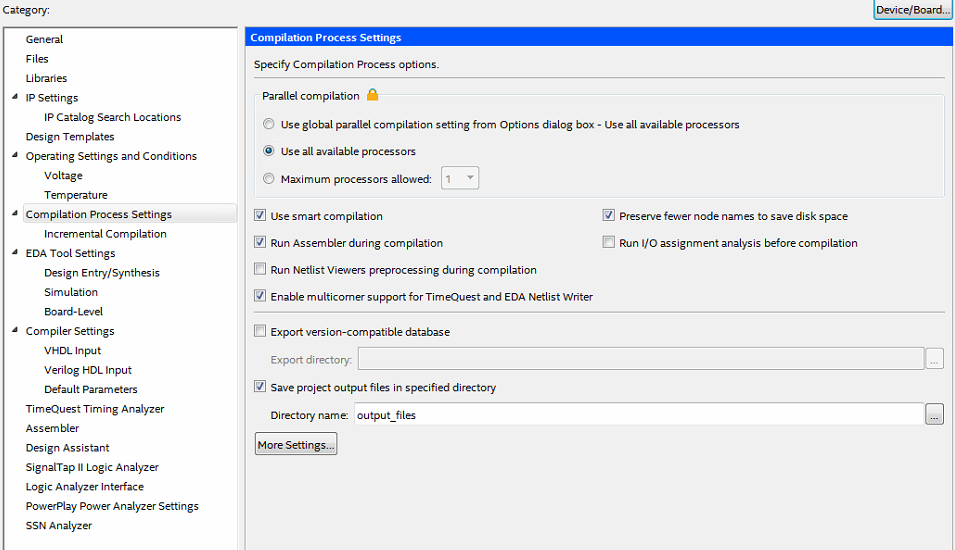 Category:
Device/Board...
General
Files
Libraries
IP Settings
IP Catalog Search Locations
Design Templates
Operating Settings and Conditions
Voltage
Temperature
Compilation Process Settings
Incremental Compilation
EDA Tool Settings
Design Entry/Synthesis
Simulation
Board-Level
Compiler Settings
VHDL Input
Verilog HDL Input
Default Parameters
TimeQuest Timing Analyzer
Assembler
Design Assistant
SignalTap II Logic Analyzer
Logic Analyzer Interface
PowerPlay Power Analyzer Settings
SSN Analyzer
Compilation Process Settings
Specify Compilation Process options.
Parallel compilation
Use global parallel compilation setting from Options dialog box - Use all available processors
Use all available processors
Maximum processors allowed: 1
Use smart compilation
Preserve fewer node names to save disk space
Run Assembler during compilation
Run I/O assignment analysis before compilation
Run Netlist Viewers preprocessing during compilation
Enable multicorner support for TimeQuest and EDA Netlist Writer
Export version-compatible database
Export directory: ...
Save project output files in specified directory
Directory name: output_files ...
More Settings...